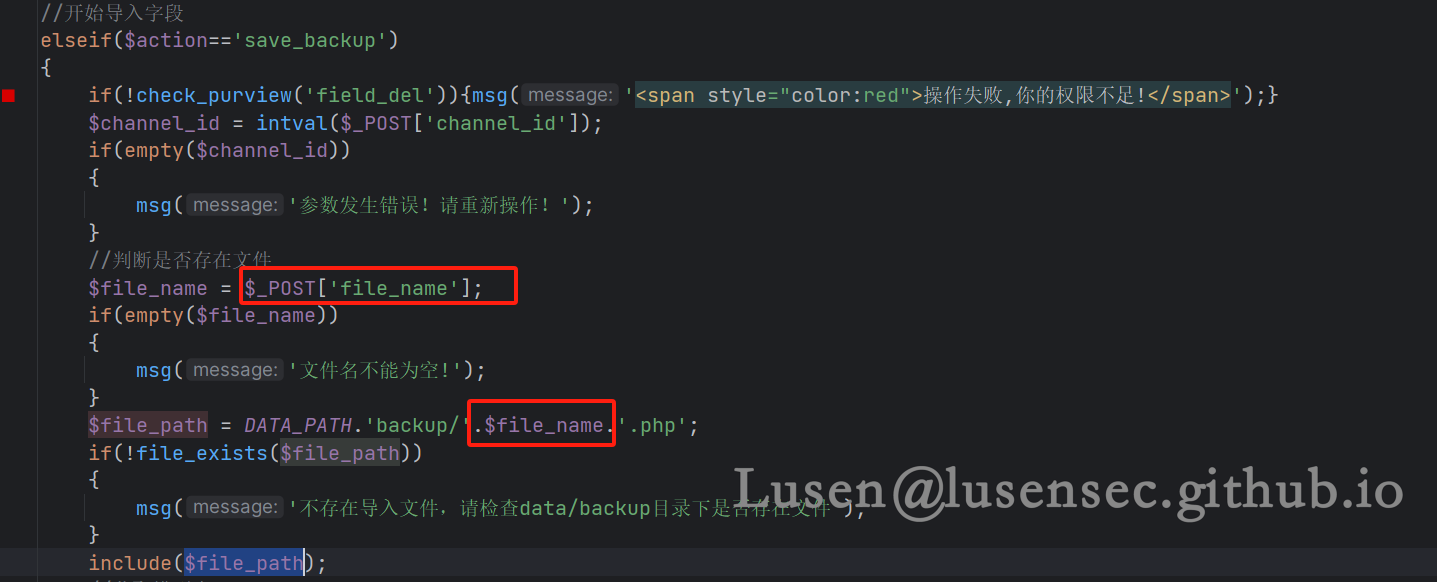 //开始导入字段
elseif($action=='save_backup')
{
if(!check_purview('field_del')){msg( message: '<span style="color:red">操作失败,你的权限不足!</span>');}
$channel_id = intval($_POST['channel_id']);
if(empty($channel_id))
{
msg( message: '参数发生错误！请重新操作！');
}
//判断是否存在文件
$file_name = $_POST['file_name'];
if(empty($file_name))
{
msg( message: '文件名不能为空!');
}
$file_path = DATA_PATH.'backup/'.$file_name.'.php';
if(!file_exists($file_path))
{
msg( message: '不存在导入文件，请检查data/backup目录下是否存在文件');
}
include($file_path);
Lusen@lusensec.github.io